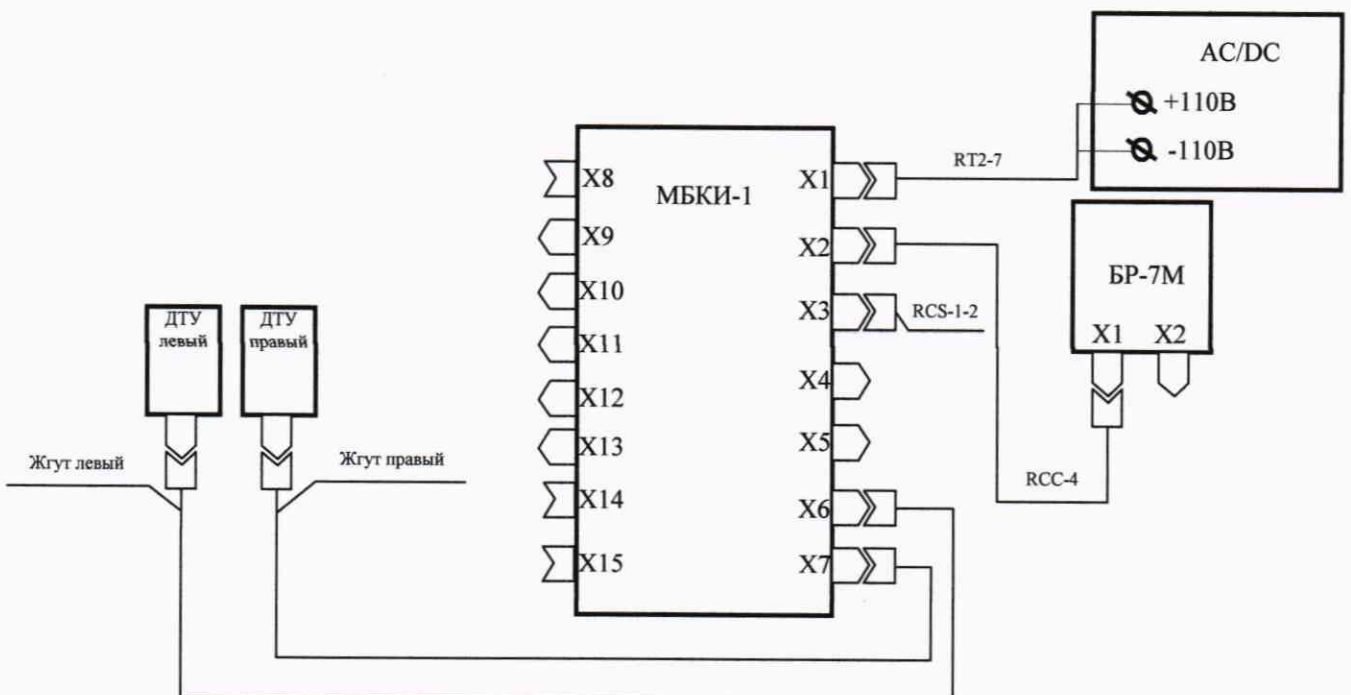 AC/DC
+110В
-110В
RT2-7
МБКИ-1
X8
X9
X10
X11
X12
X13
X14
X15
X1
X2
X3
X4
X5
X6
X7
RCS-1-2
БР-7М
X1 X2
RCC-4
ДТУ
левый
ДТУ
правый
Жгут левый
Жгут правый